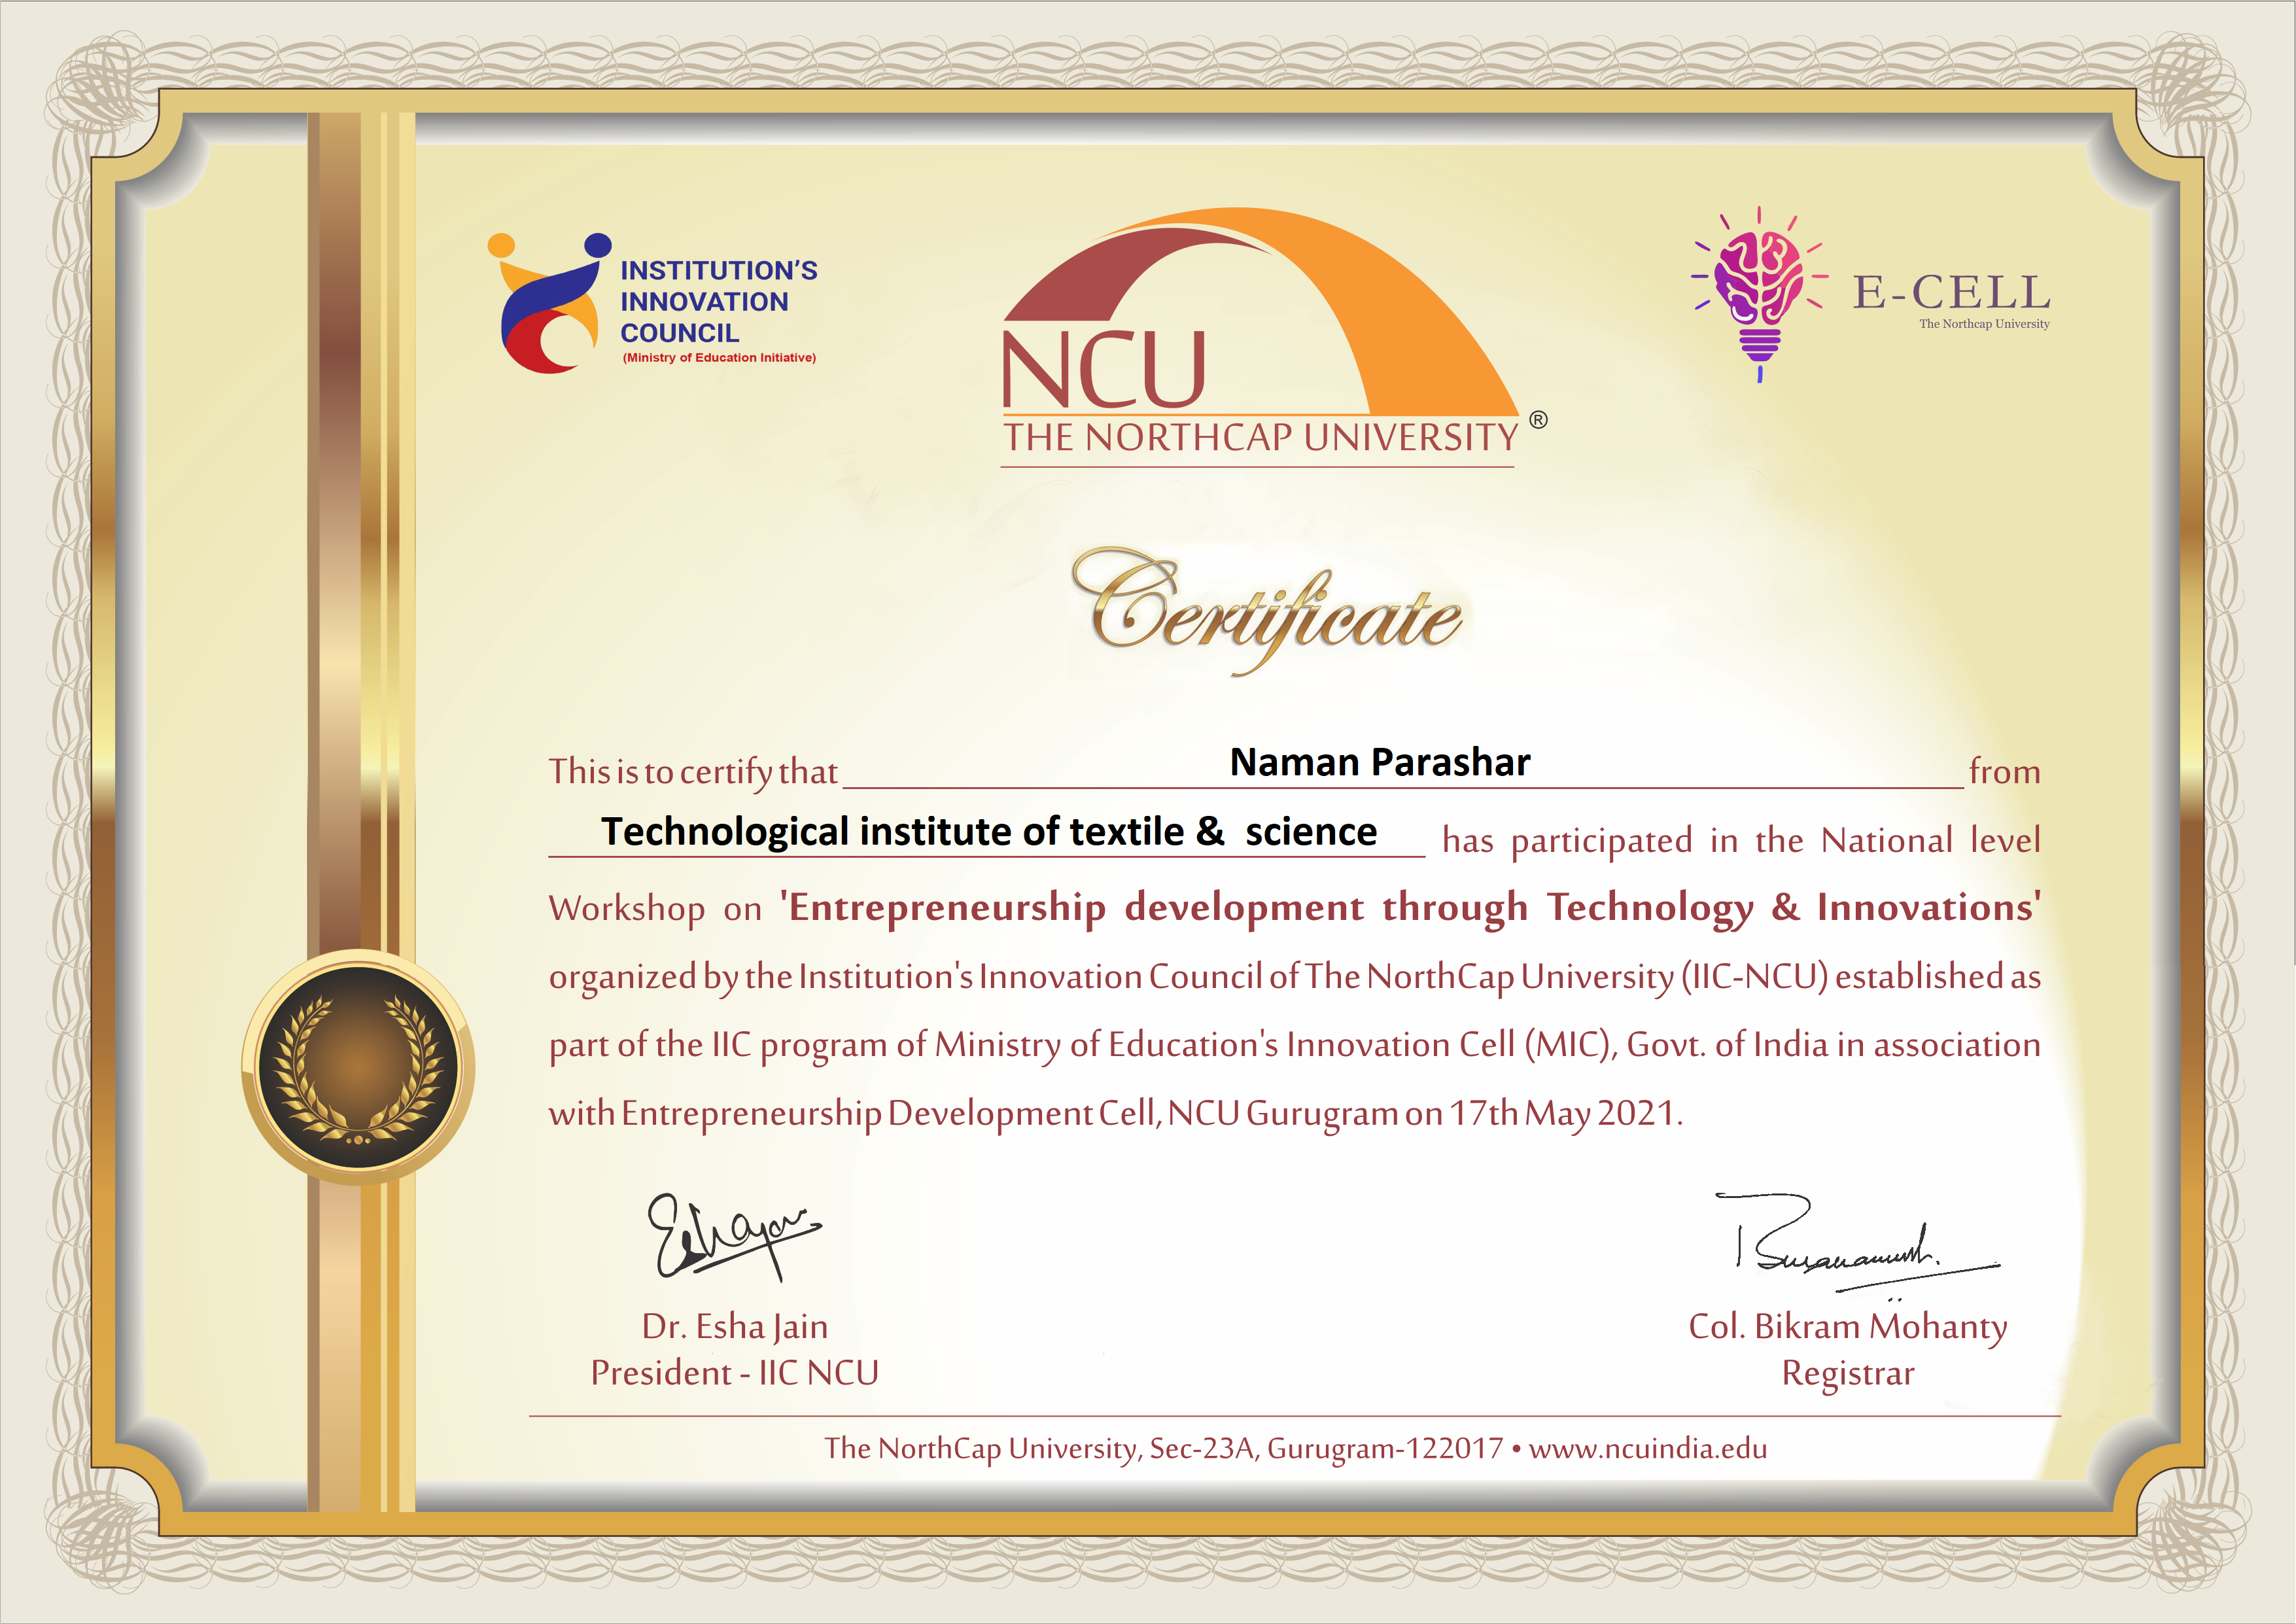 INSTITUTION'S
INNOVATION
COUNCIL
(Ministry of Education Initiative)
NCU
THE NORTHCAP UNIVERSITY ®
E-CELL
The Northcap University
Certificate
This is to certify that Naman Parashar from
Technological institute of textile & science has participated in the National level
Workshop on 'Entrepreneurship development through Technology & Innovations'
organized by the Institution's Innovation Council of The NorthCap University (IIC-NCU) established as
part of the IIC program of Ministry of Education's Innovation Cell (MIC), Govt. of India in association
with Entrepreneurship Development Cell, NCU Gurugram on 17th May 2021.
Dr. Esha Jain
President - IIC NCU
Col. Bikram Mohanty
Registrar
The NorthCap University, Sec-23A, Gurugram-122017 • www.ncuindia.edu